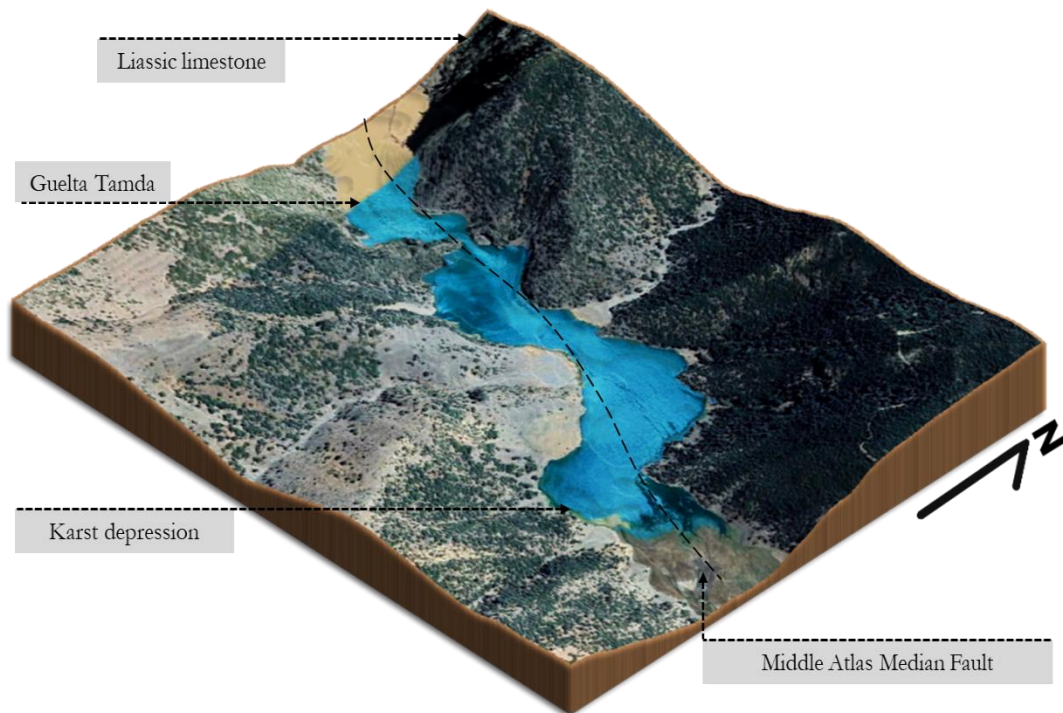 Liassic limestone
Guelta Tamda
N
Karst depression
Middle Atlas Median Fault